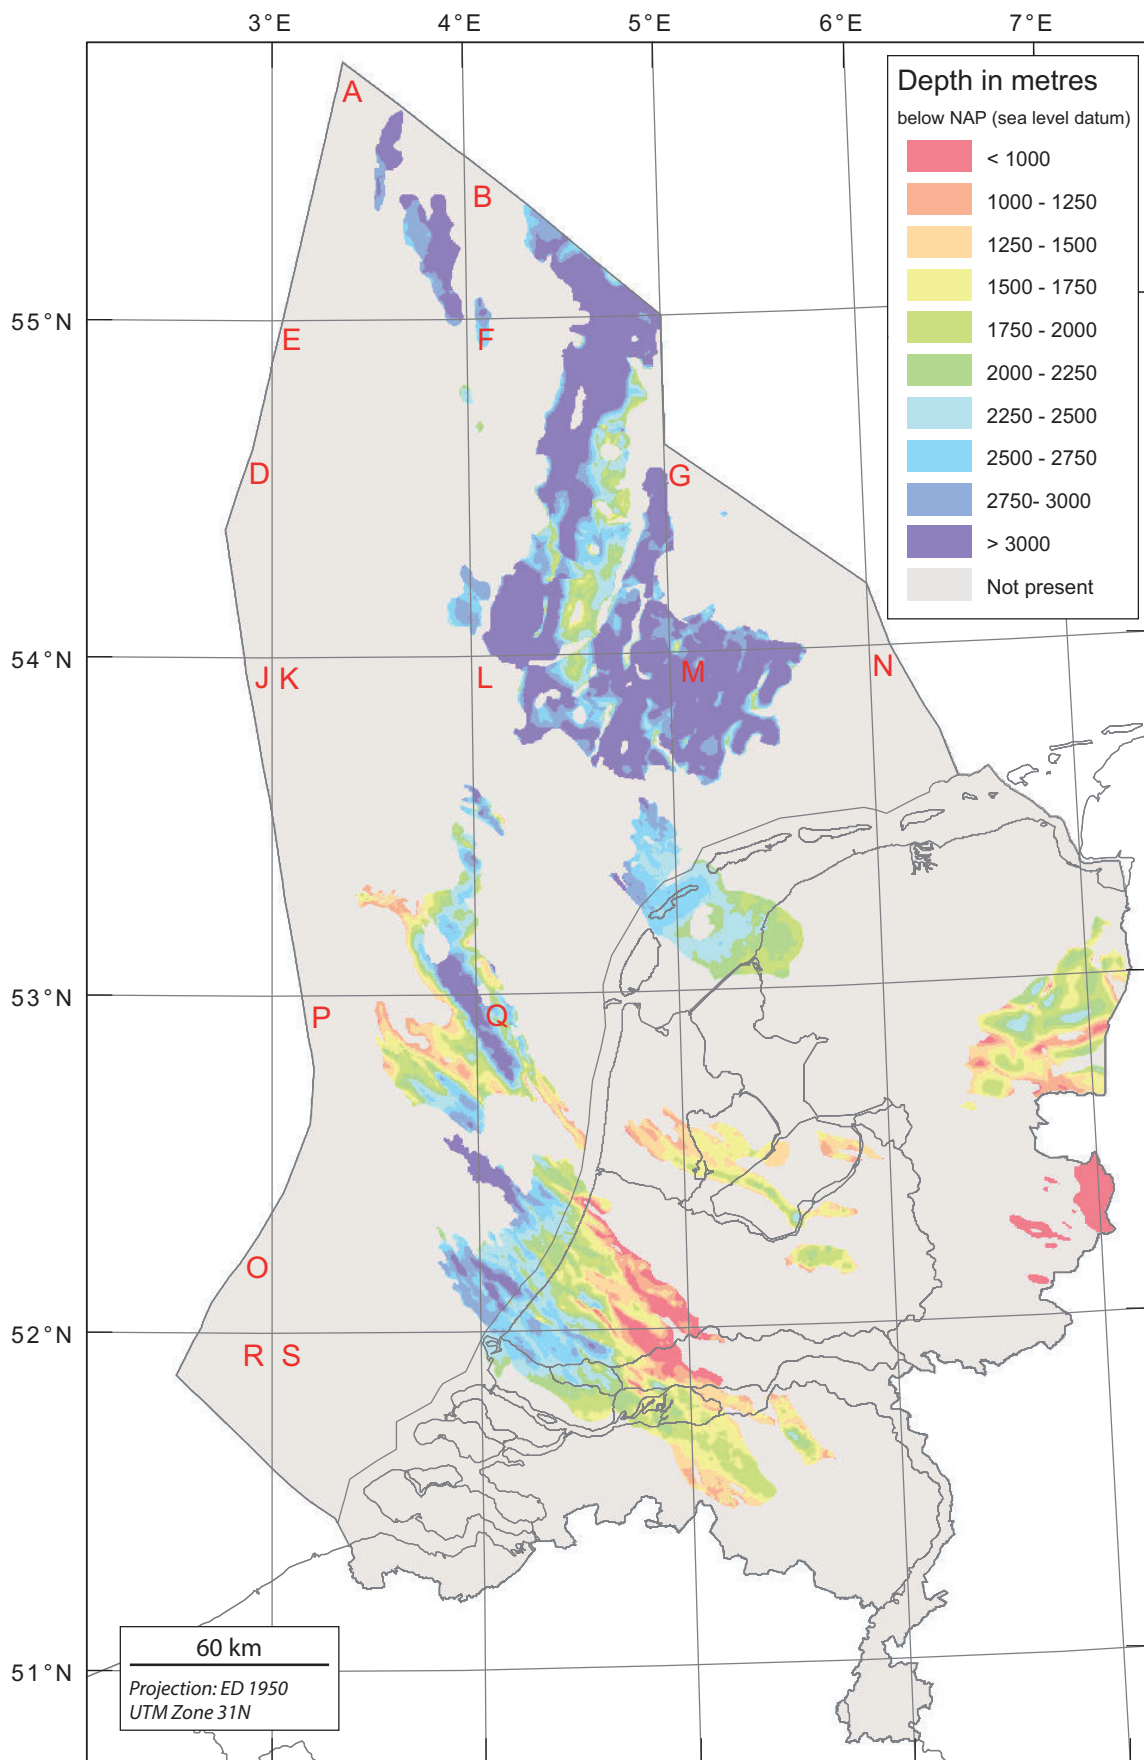 3°E 4°E 5°E 6°E 7°E
Depth in metres
below NAP (sea level datum)
< 1000
1000 - 1250
1250 - 1500
1500 - 1750
1750 - 2000
2000 - 2250
2250 - 2500
2500 - 2750
2750- 3000
> 3000
Not present
A
B
55°N
E F
D G
54°N
J K L M N
53°N
P Q
O
52°N
R S
51°N
60 km
Projection: ED 1950
UTM Zone 31N